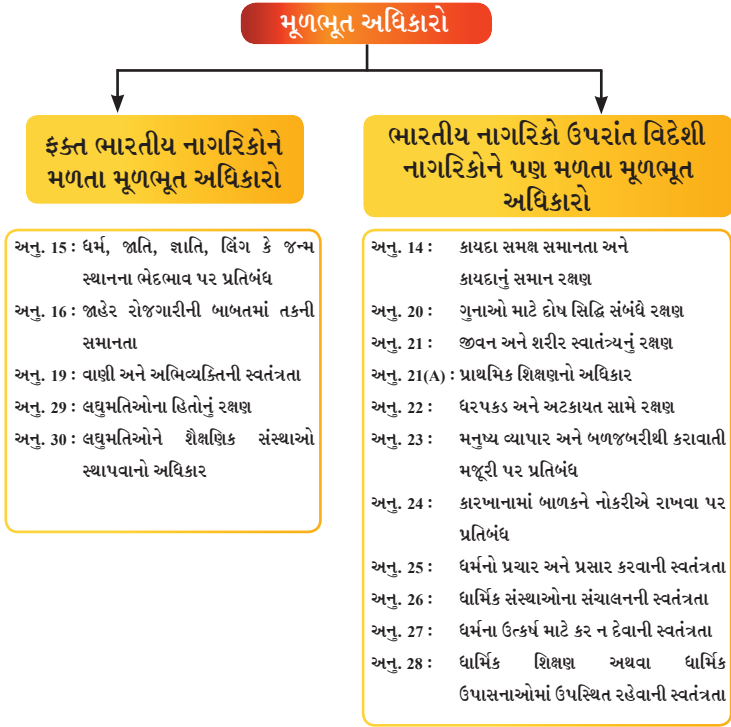 મૂળભૂત અધિકારો
ફક્ત ભારતીય નાગરિકોને
મળતા મૂળભૂત અધિકારો
અનુ. 15 : ધર્મ, જાતિ, જ્ઞાતિ, લિંગ કે જન્મ
સ્થાનના ભેદભાવ પર પ્રતિબંધ
અનુ. 16 : જાહેર રોજગારીની બાબતમાં તકની
સમાનતા
અનુ. 19 : વાણી અને અભિવ્યક્તિની સ્વતંત્રતા
અનુ. 29 : લઘુમતિઓના હિતોનું રક્ષણ
અનુ. 30 : લઘુમતિઓને શૈક્ષણિક સંસ્થાઓ
સ્થાપવાનો અધિકાર
ભારતીય નાગરિકો ઉપરાંત વિદેશી
નાગરિકોને પણ મળતા મૂળભૂત
અધિકારો
અનુ. 14 : કાયદા સમક્ષ સમાનતા અને
કાયદાનું સમાન રક્ષણ
અનુ. 20 : ગુનાઓ માટે દોષ સિદ્ધિ સંબંધે રક્ષણ
અનુ. 21 : જીવન અને શરીર સ્વાતંત્ર્યનું રક્ષણ
અનુ. 21(A) : પ્રાથમિક શિક્ષણનો અધિકાર
અનુ. 22 : ધરપકડ અને અટકાયત સામે રક્ષણ
અનુ. 23 : મનુષ્ય વ્યાપાર અને બળજબરીથી કરાવાતી
મજૂરી પર પ્રતિબંધ
અનુ. 24 : કારખાનામાં બાળકને નોકરીએ રાખવા પર
પ્રતિબંધ
અનુ. 25 : ધર્મનો પ્રચાર અને પ્રસાર કરવાની સ્વતંત્રતા
અનુ. 26 : ધાર્મિક સંસ્થાઓના સંચાલનની સ્વતંત્રતા
અનુ. 27 : ધર્મના ઉત્કર્ષ માટે કર ન દેવાની સ્વતંત્રતા
અનુ. 28 : ધાર્મિક શિક્ષણ અથવા ધાર્મિક
ઉપાસનાઓમાં ઉપસ્થિત રહેવાની સ્વતંત્રતા